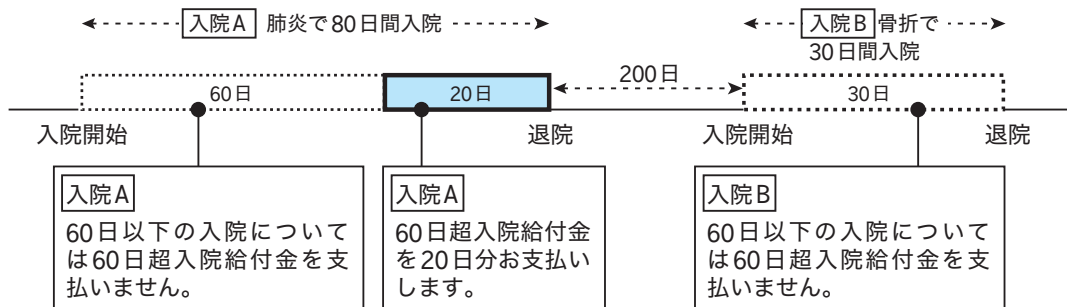 入院A 肺炎で80日間入院
入院B 骨折で
30日間入院
200日
60日
20日
30日
入院開始
退院
入院開始
退院
入院A
60日以下の入院について
は60日超入院給付金を支
払いません。
入院A
60日超入院給付金
を20日分お支払い
します。
入院B
60日以下の入院について
は60日超入院給付金を支
払いません。